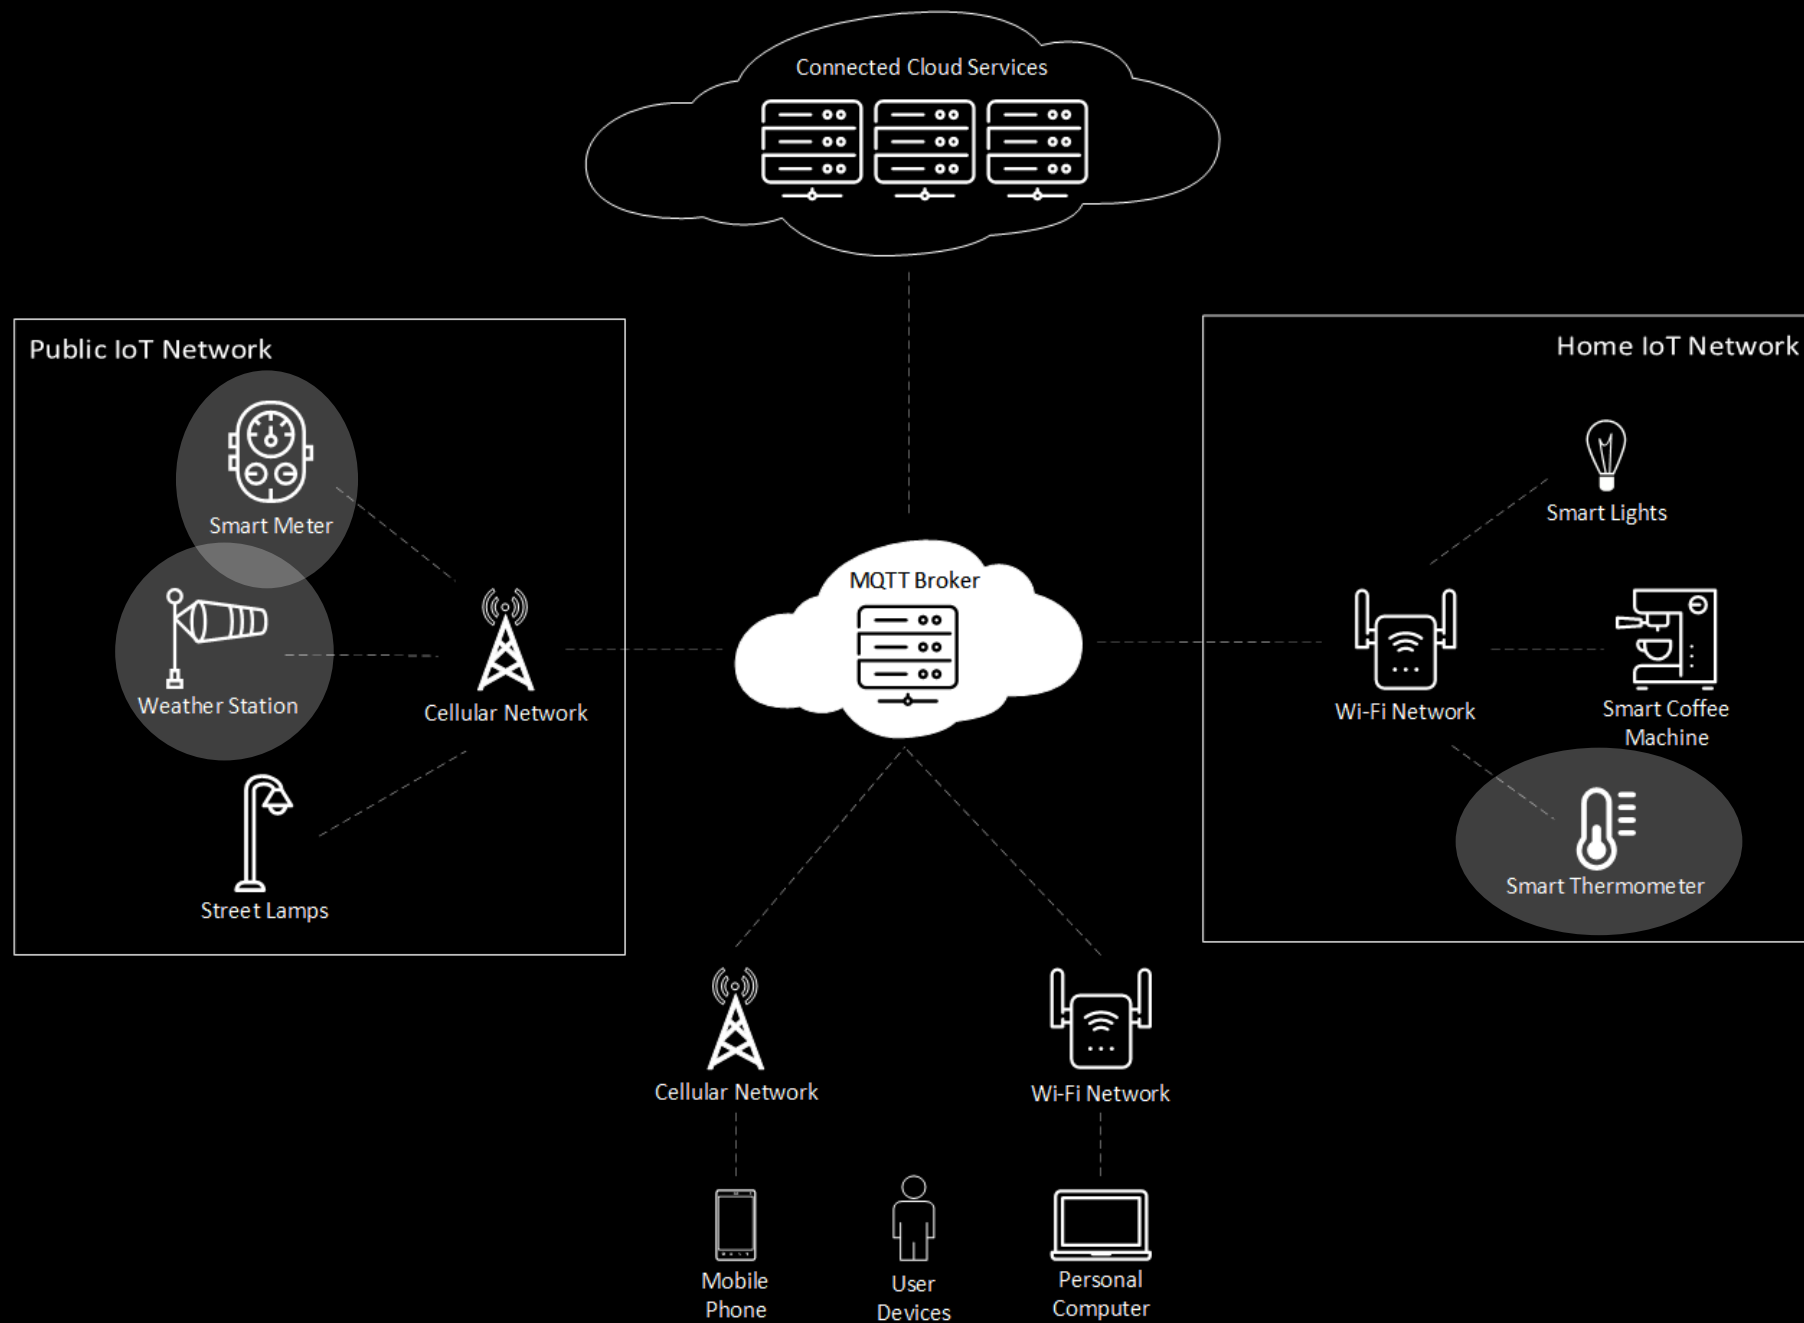 Connected Cloud Services
Public IoT Network
Home IoT Network
Smart Meter
Smart Lights
MQTT Broker
Weather Station
Cellular Network
Wi-Fi Network
Smart Coffee
Machine
Smart Thermometer
Street Lamps
Cellular Network
Wi-Fi Network
Mobile
Phone
User
Devices
Personal
Computer